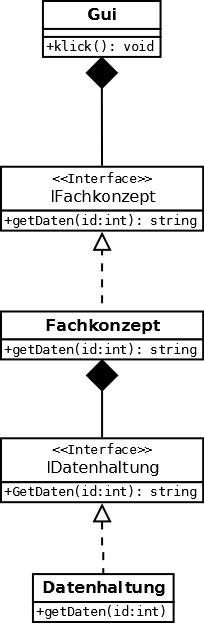 Gui
+klick(): void
<<Interface>>
IFachkonzept
+getDaten(id:int): string
Fachkonzept
+getDaten(id:int): string
<<Interface>>
IDatenhaltung
+GetDaten(id:int): string
Datenhaltung
+getDaten(id:int)